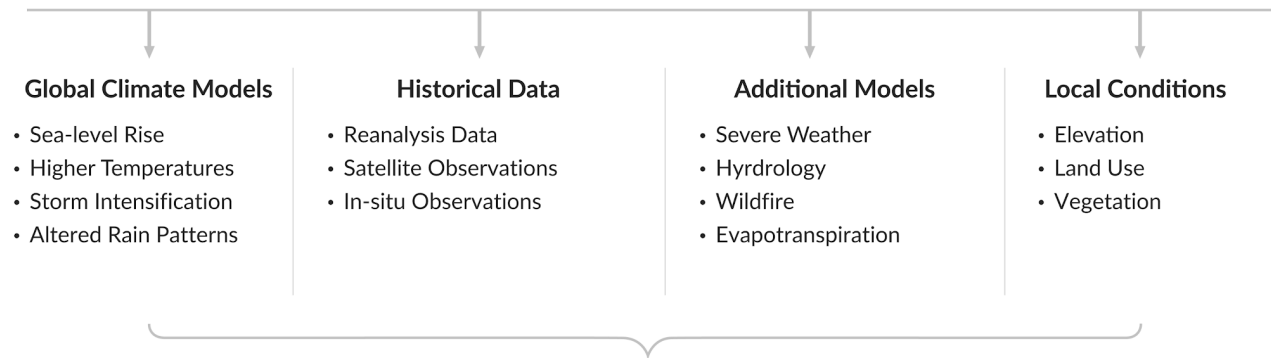 Global Climate Models
• Sea-level Rise
• Higher Temperatures
• Storm Intensification
• Altered Rain Patterns
Historical Data
• Reanalysis Data
• Satellite Observations
• In-situ Observations
Additional Models
• Severe Weather
• Hyrdrology
• Wildfire
• Evapotranspiration
Local Conditions
• Elevation
• Land Use
• Vegetation